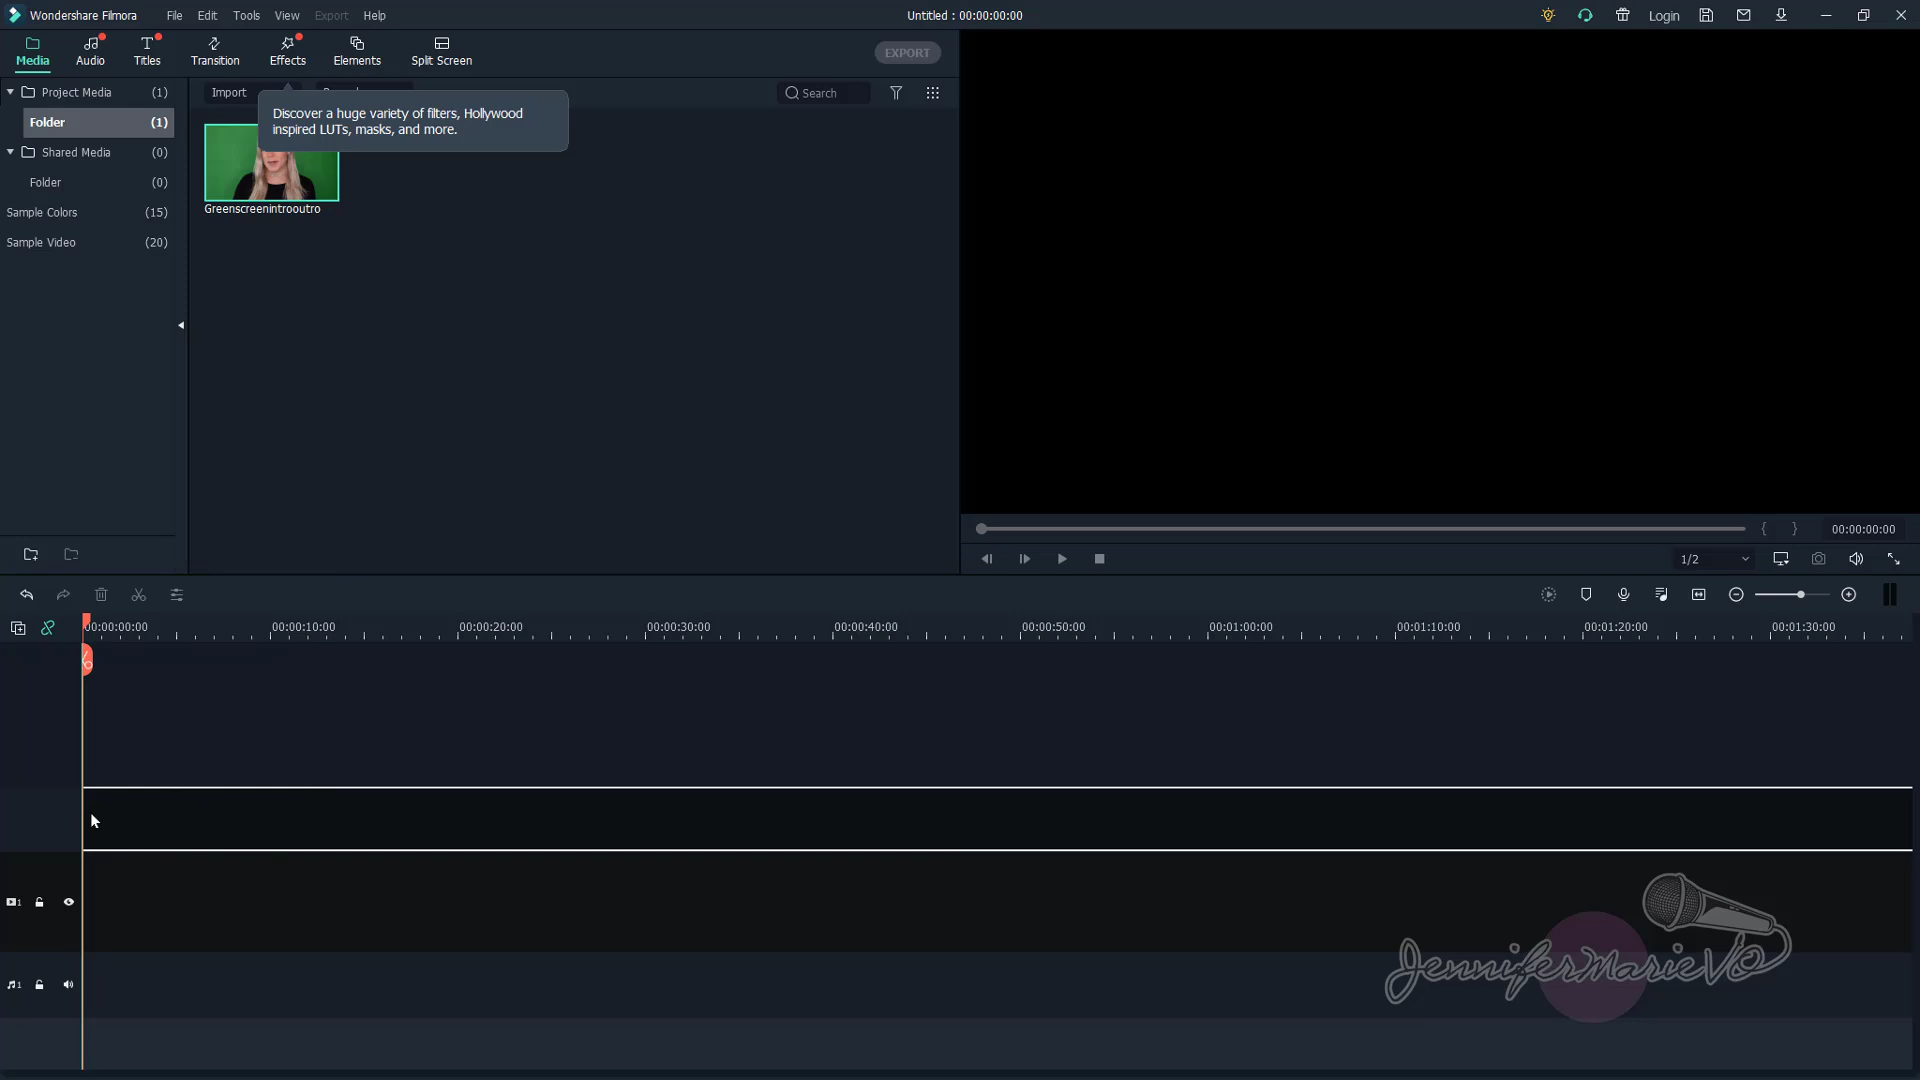 Wondershare Filmora File Edit Tools View Export Help Untitled : 00:00:00:00 Login
Media Audio Titles Transition Effects Elements Split Screen EXPORT
Project Media (1)
Folder (1)
Shared Media (0)
Folder (0)
Sample Colors (15)
Sample Video (20)
Import
Search
Discover a huge variety of filters, Hollywood
inspired LUTs, masks, and more.
Greenscreenintrooutro
{ } 00:00:00:00
1/2
00:00:00:00 00:00:10:00 00:00:20:00 00:00:30:00 00:00:40:00 00:00:50:00 00:01:00:00 00:01:10:00 00:01:20:00 00:01:30:00
1
1
JenniferMarieVO